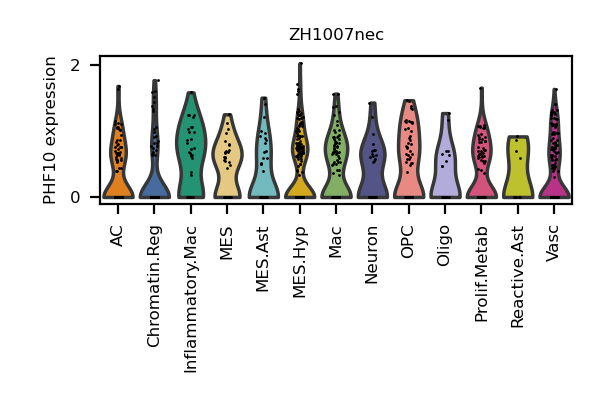 ZH1007nec
PHF10 expression
2
0
AC
Chromatin.Reg
Inflammatory.Mac
MES
MES.Ast
MES.Hyp
Mac
Neuron
OPC
Oligo
Prolif.Metab
Reactive.Ast
Vasc